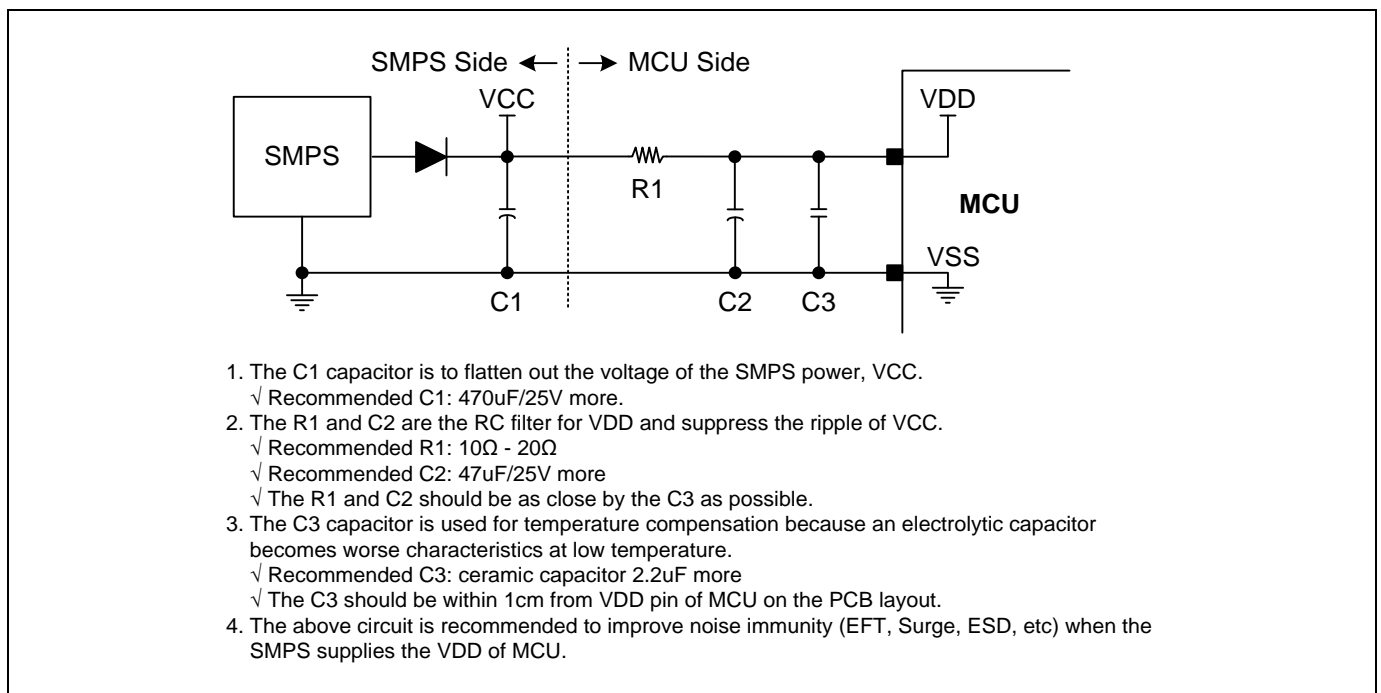 SMPS Side MCU Side
VCC
VDD
SMPS
R1
MCU
VSS
C1
C2
C3
1. The C1 capacitor is to flatten out the voltage of the SMPS power, VCC.
√ Recommended C1: 470uF/25V more.
2. The R1 and C2 are the RC filter for VDD and suppress the ripple of VCC.
√ Recommended R1: 10Ω - 20Ω
√ Recommended C2: 47uF/25V more
√ The R1 and C2 should be as close by the C3 as possible.
3. The C3 capacitor is used for temperature compensation because an electrolytic capacitor
becomes worse characteristics at low temperature.
√ Recommended C3: ceramic capacitor 2.2uF more
√ The C3 should be within 1cm from VDD pin of MCU on the PCB layout.
4. The above circuit is recommended to improve noise immunity (EFT, Surge, ESD, etc) when the
SMPS supplies the VDD of MCU.